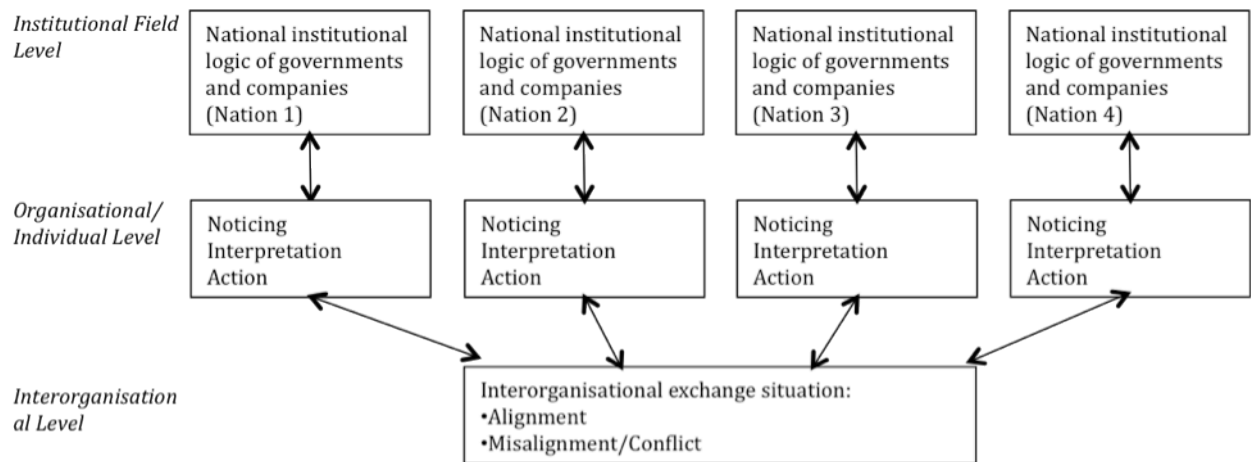 Institutional Field
Level
National institutional
logic of governments
and companies
(Nation 1)
National institutional
logic of governments
and companies
(Nation 2)
National institutional
logic of governments
and companies
(Nation 3)
National institutional
logic of governments
and companies
(Nation 4)
Organisational/
Individual Level
Noticing
Interpretation
Action
Noticing
Interpretation
Action
Noticing
Interpretation
Action
Noticing
Interpretation
Action
Interorganisation
al Level
Interorganisational exchange situation:
•Alignment
•Misalignment/Conflict